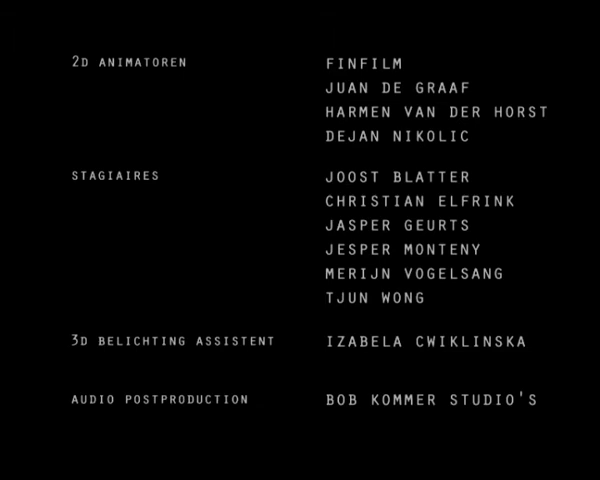 2D ANIMATOREN FINFILM
JUAN DE GRAAF
HARMEN VAN DER HORST
DEJAN NIKOLIC
STAGIAIRES JOOST BLATTER
CHRISTIAN ELFRINK
JASPER GEURTS
JESPER MONTENY
MERIJN VOGELSANG
TJUN WONG
3D BELICHTING ASSISTENT IZABELA CWIKLINSKA
AUDIO POSTPRODUCTION BOB KOMMER STUDIO'S